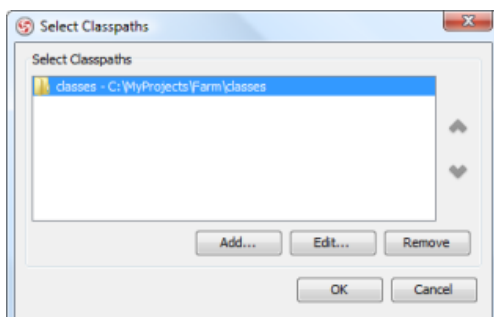 Select Classpaths
Select Classpaths
classes - C:\MyProjects\Farm\classes
Add... Edit... Remove
OK Cancel